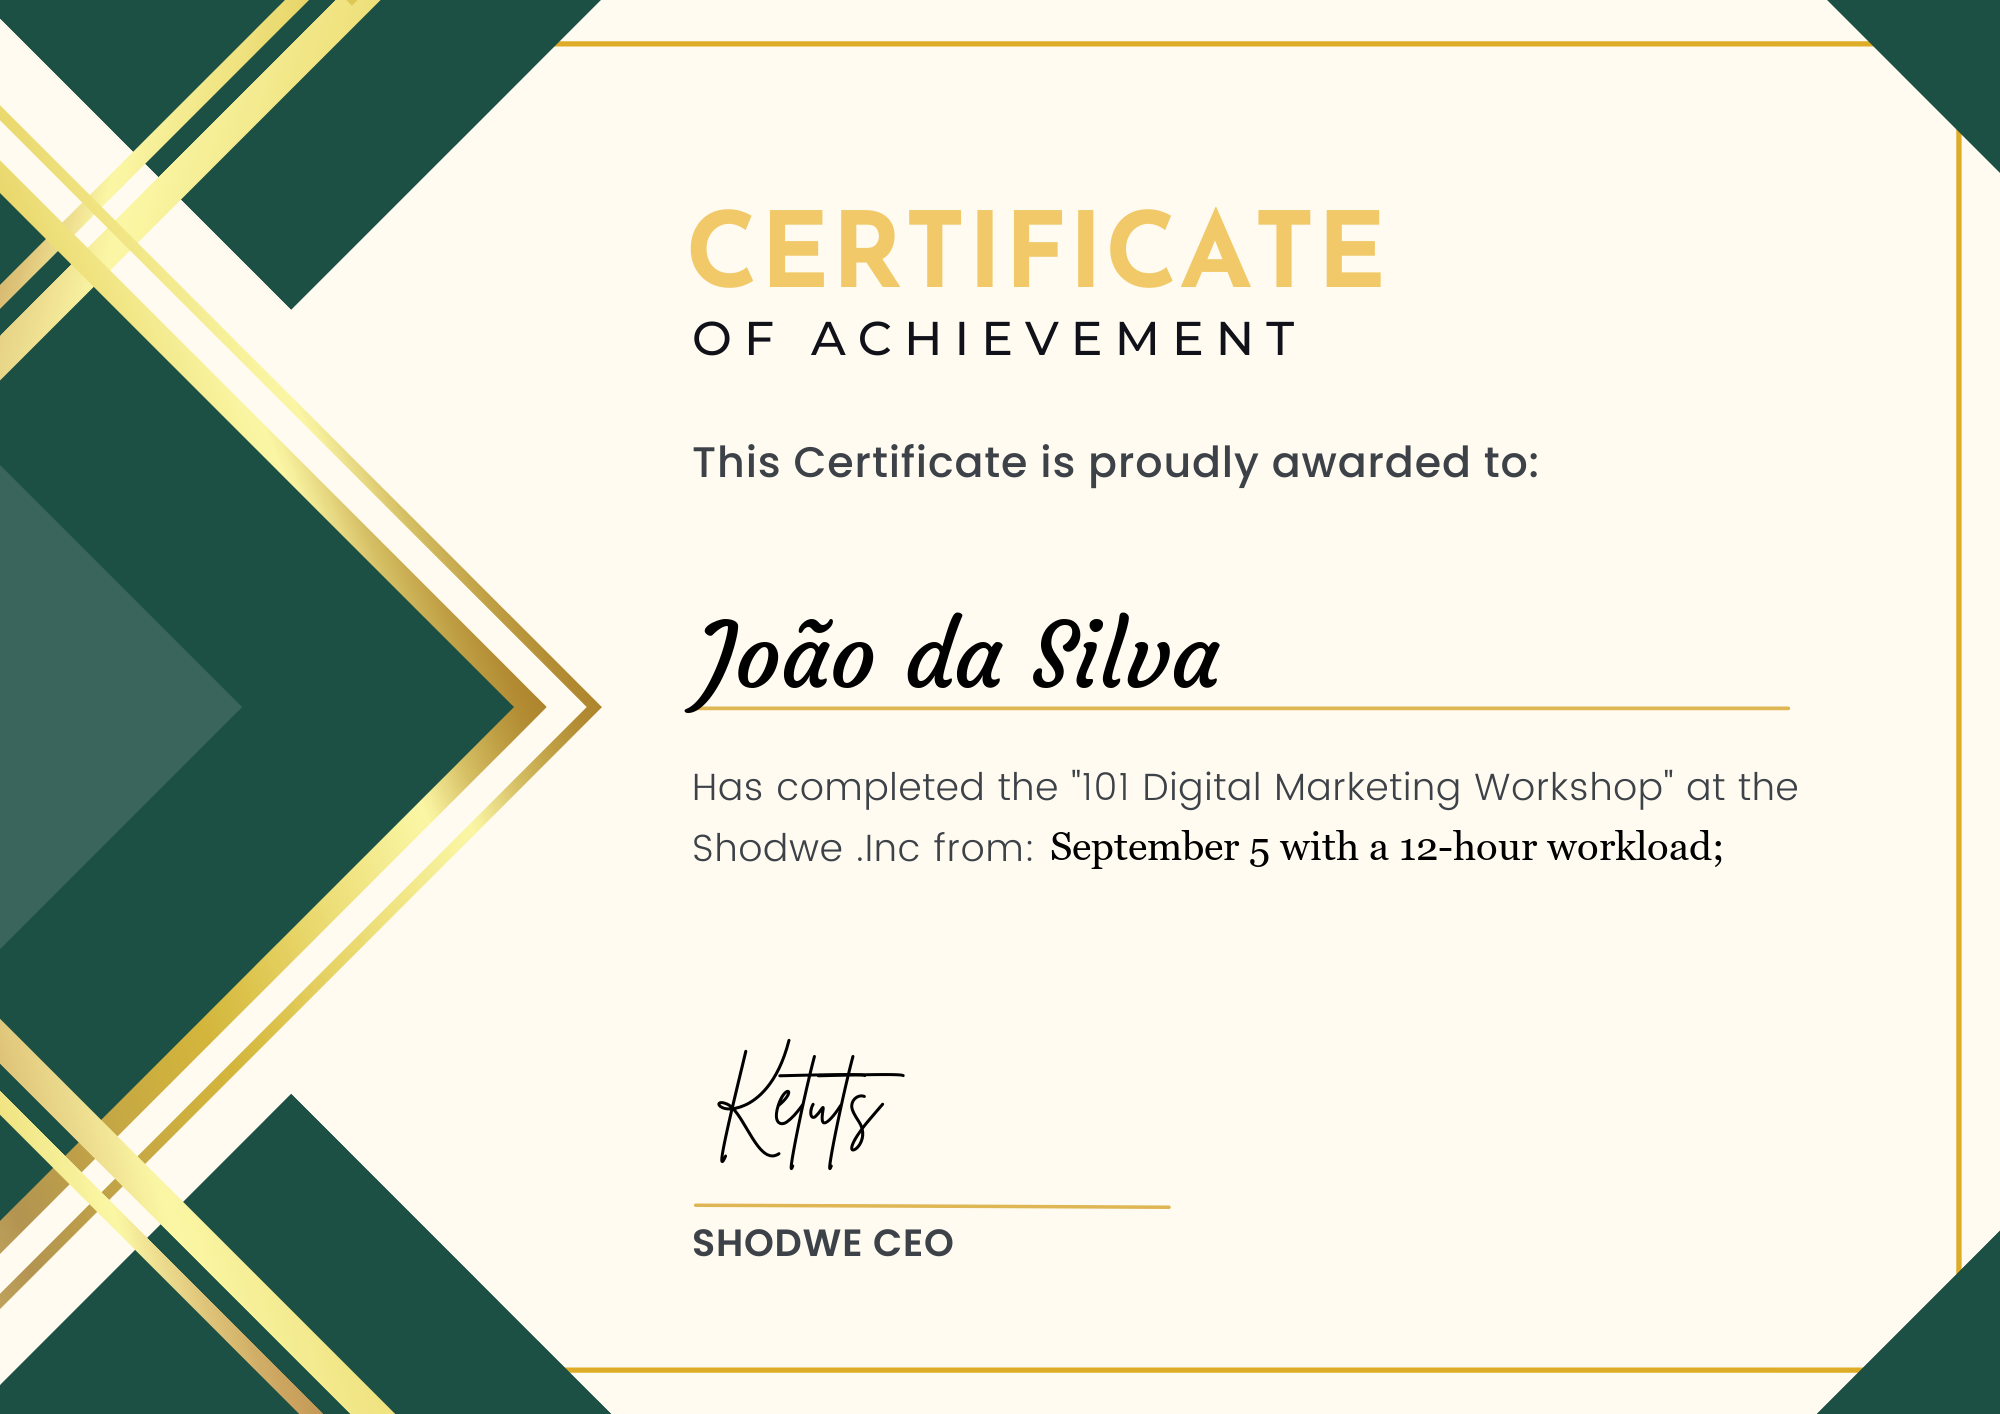 CERTIFICATE
OF ACHIEVEMENT
This Certificate is proudly awarded to:
João da Silva
Has completed the "101 Digital Marketing Workshop" at the
Shodwe .Inc from: September 5 with a 12-hour workload;
Ketuts
SHODWE CEO